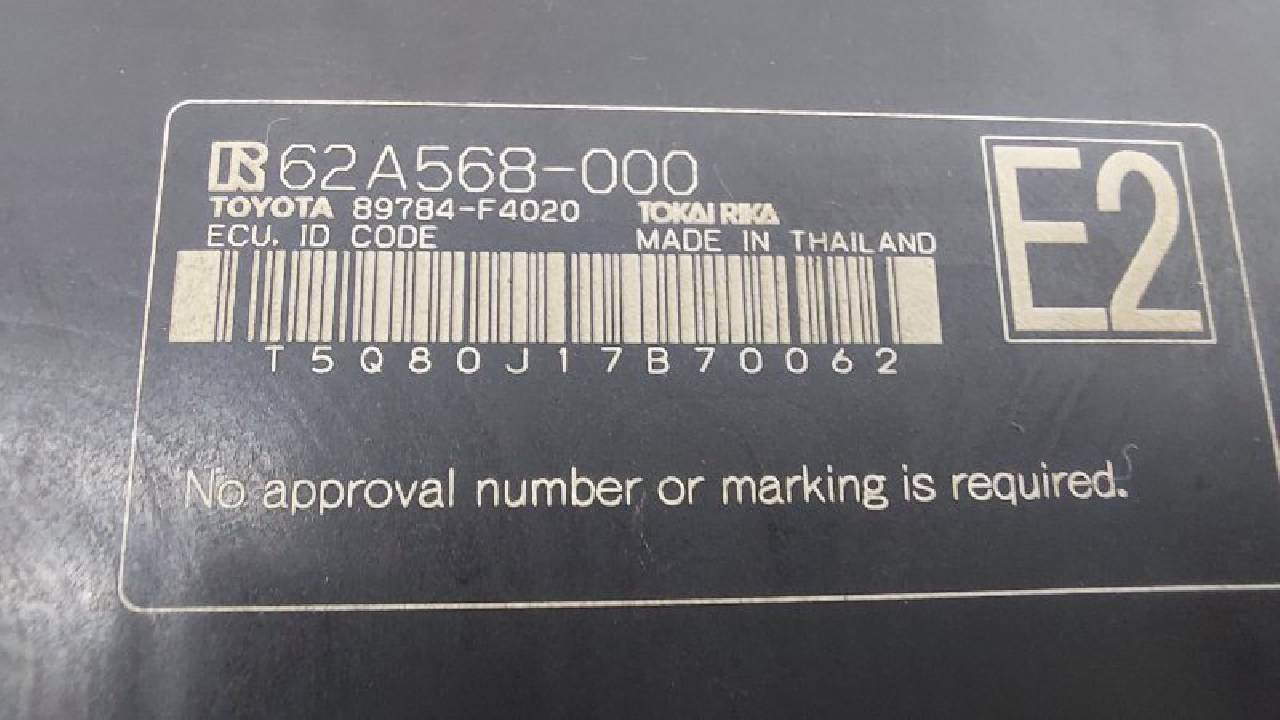 62A568-000
TOYOTA 89784-F4020 TOKAI RIKA
ECU. ID CODE MADE IN THAILAND
E2
T5Q80J17B70062
No approval number or marking is required.